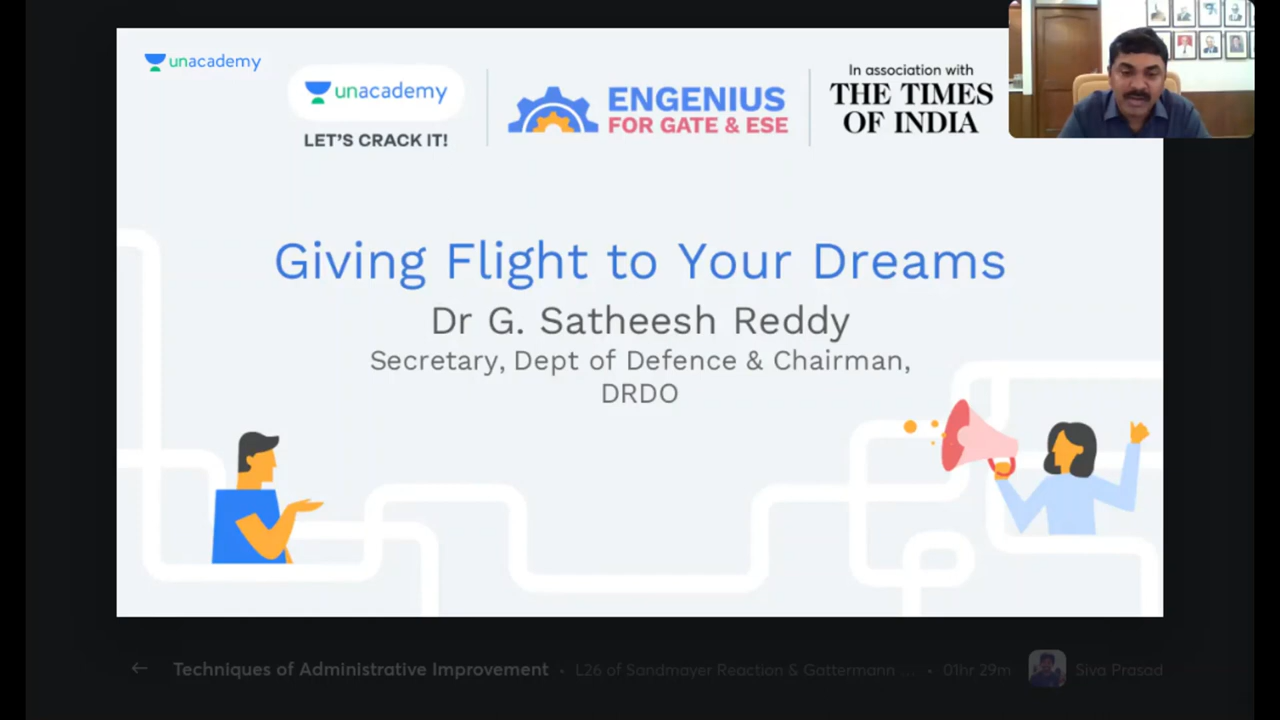 unacademy
unacademy
LET'S CRACK IT!
ENGENIUS
FOR GATE & ESE
In association with
THE TIMES
OF INDIA
Giving Flight to Your Dreams
Dr G. Satheesh Reddy
Secretary, Dept of Defence & Chairman,
DRDO
Techniques of Administrative Improvement • L26 of Sandmayer Reaction & Gattermann ... • 01hr 29m Siva Prasad